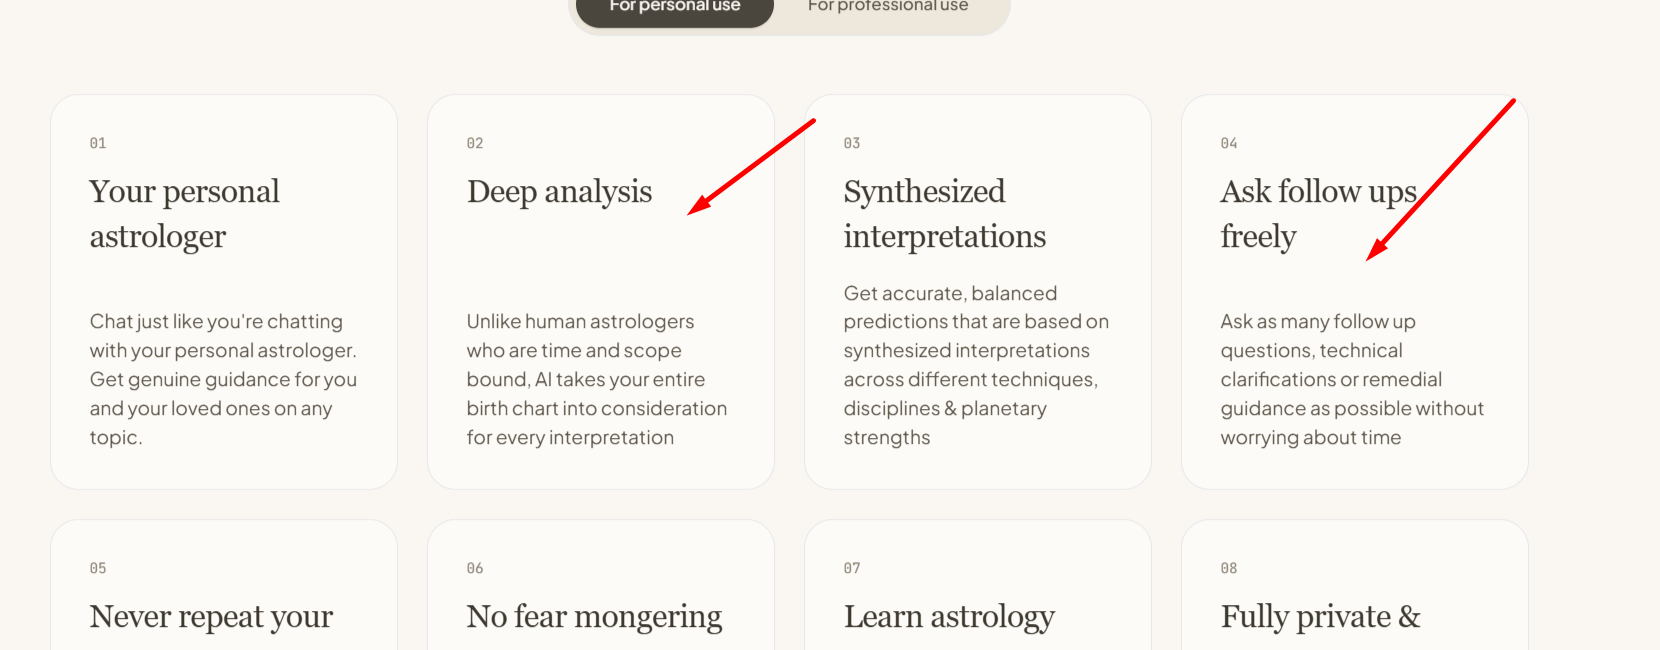 For personal use
For professional use
01
Your personal
astrologer
Chat just like you're chatting
with your personal astrologer.
Get genuine guidance for you
and your loved ones on any
topic.
02
Deep analysis
Unlike human astrologers
who are time and scope
bound, AI takes your entire
birth chart into consideration
for every interpretation
03
Synthesized
interpretations
Get accurate, balanced
predictions that are based on
synthesized interpretations
across different techniques,
disciplines & planetary
strengths
04
Ask follow ups
freely
Ask as many follow up
questions, technical
clarifications or remedial
guidance as possible without
worrying about time
05
Never repeat your
06
No fear mongering
07
Learn astrology
08
Fully private &